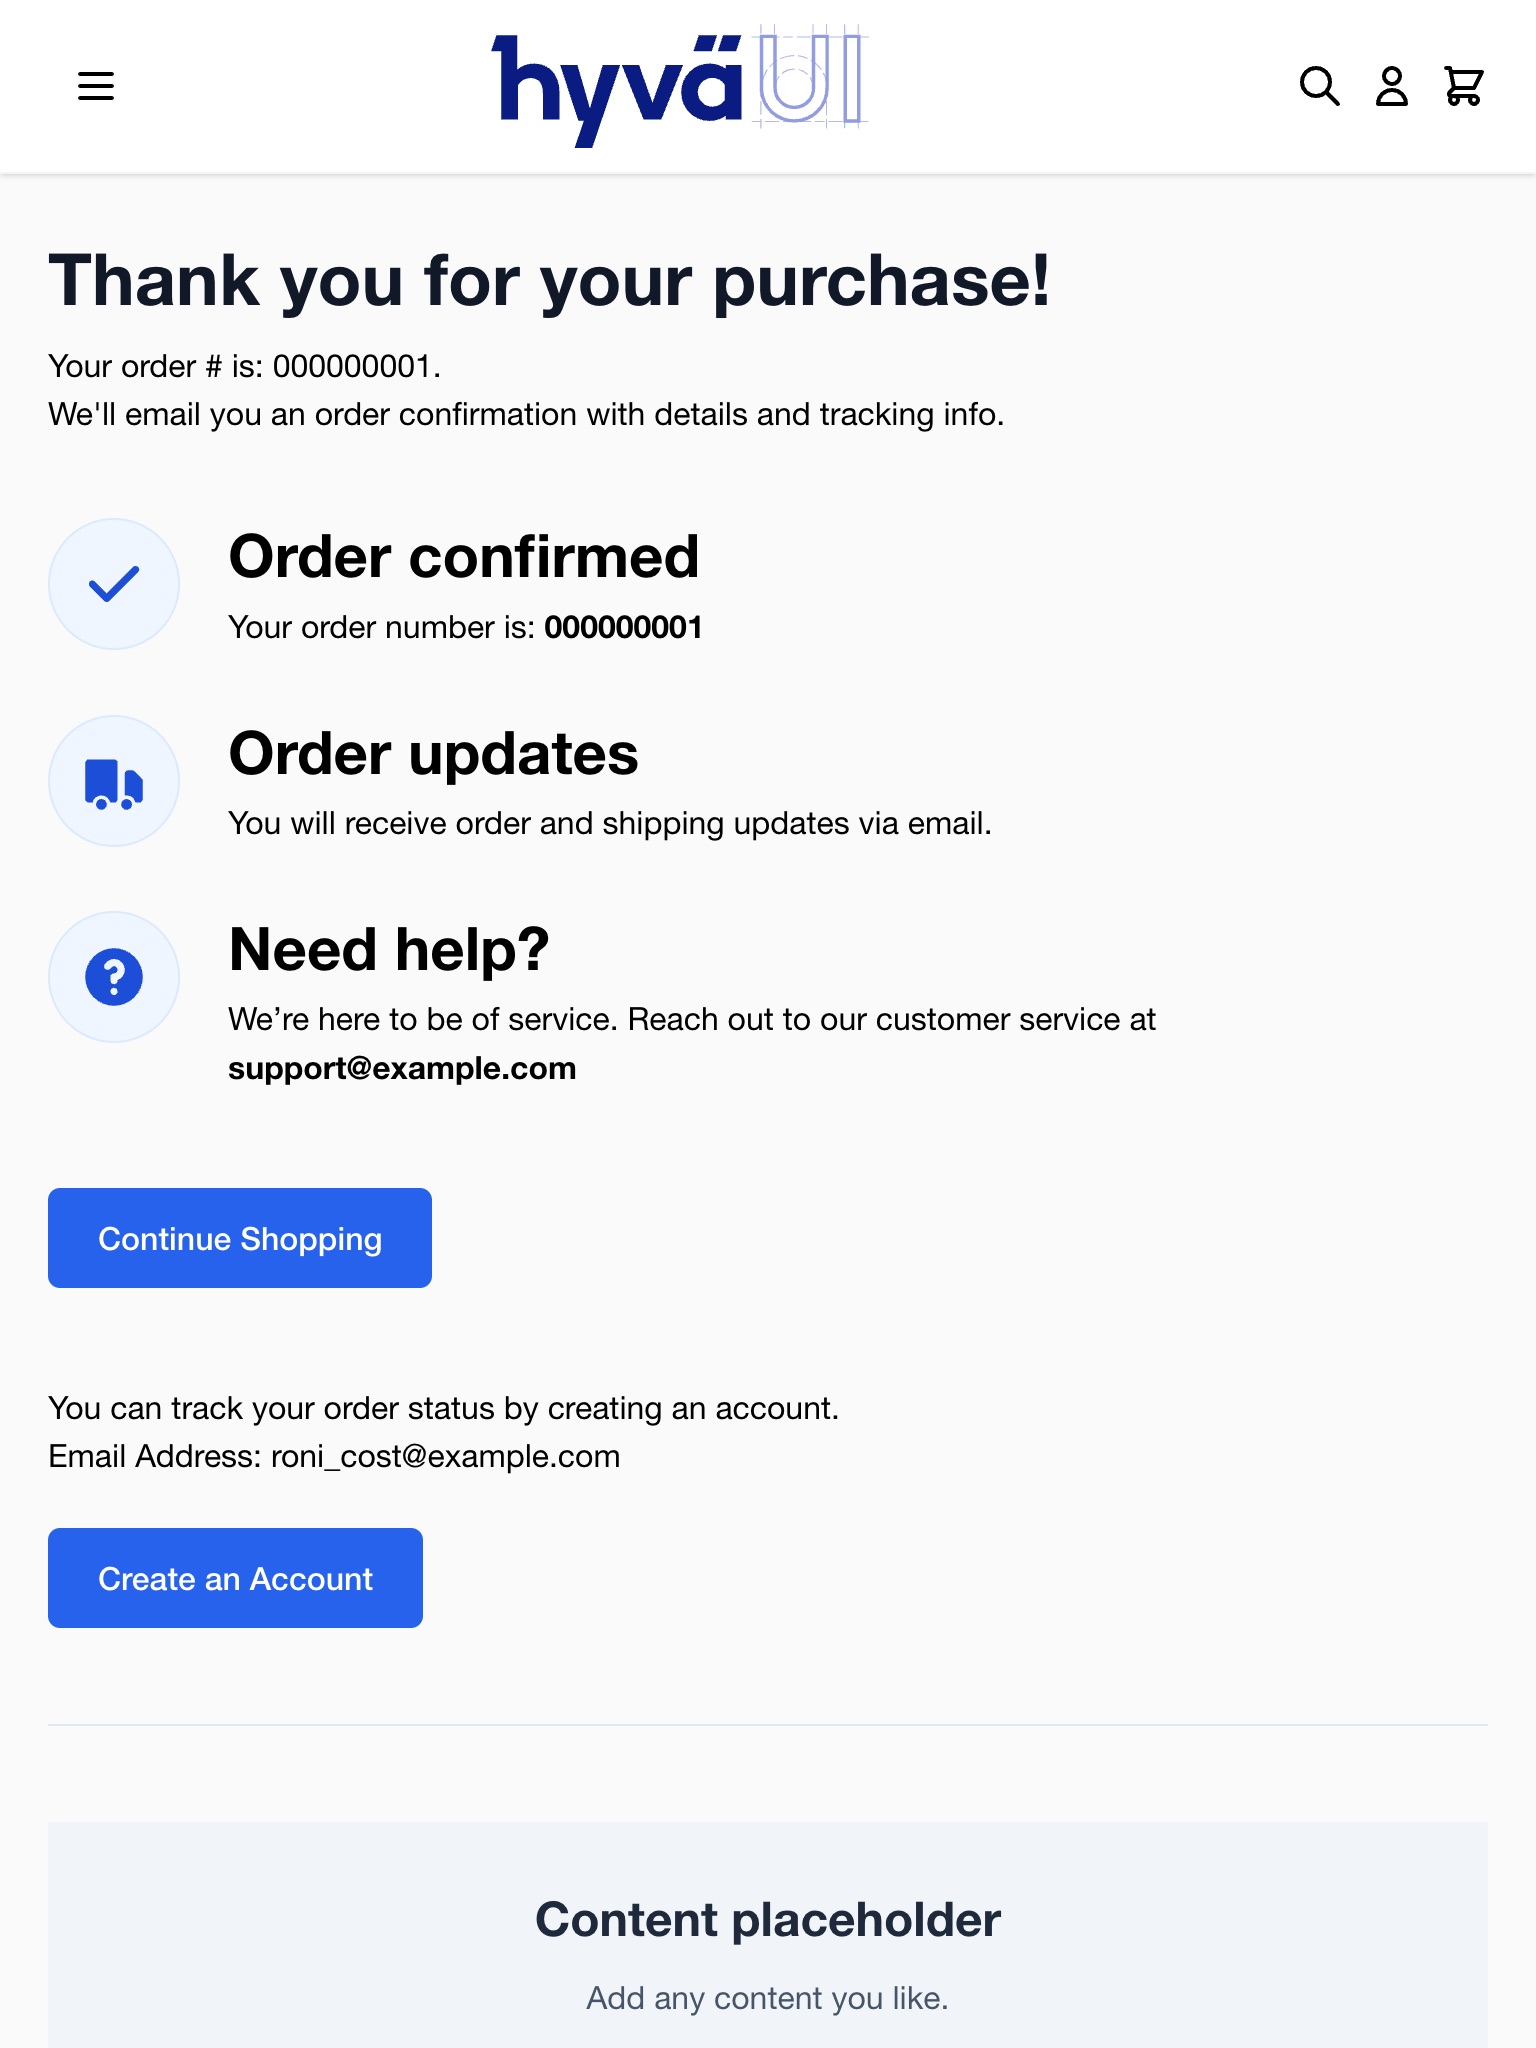 hyvä UI
Thank you for your purchase!
Your order # is: 000000001.
We'll email you an order confirmation with details and tracking info.
Order confirmed
Your order number is: 000000001
Order updates
You will receive order and shipping updates via email.
Need help?
We’re here to be of service. Reach out to our customer service at
support@example.com
Continue Shopping
You can track your order status by creating an account.
Email Address: roni_cost@example.com
Create an Account
Content placeholder
Add any content you like.